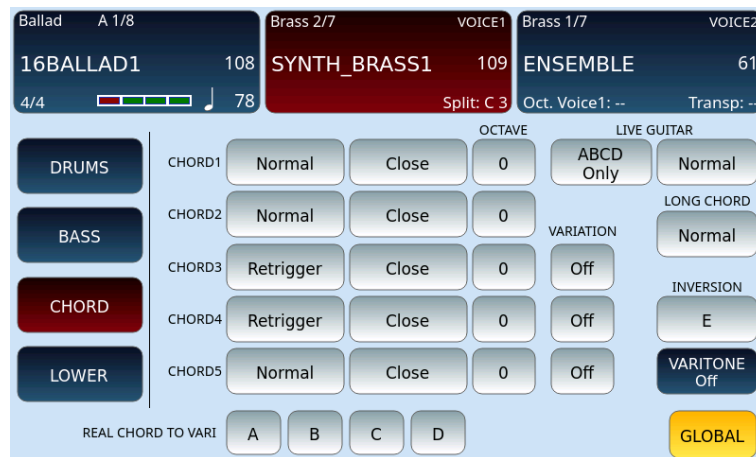 Ballad A 1/8
16BALLAD1 108
4/4 78
Brass 2/7 VOICE1
SYNTH_BRASS1 109
Split: C 3
Brass 1/7 VOICE2
ENSEMBLE 61
Oct. Voice1: -- Transp: --
DRUMS
BASS
CHORD
LOWER
OCTAVE
CHORD1 Normal Close 0
CHORD2 Normal Close 0
VARIATION
CHORD3 Retrigger Close 0 Off
CHORD4 Retrigger Close 0 Off
CHORD5 Normal Close 0 Off
REAL CHORD TO VARI A B C D
LIVE GUITAR
ABCD
Only
Normal
LONG CHORD
Normal
INVERSION
E
VARITONE
Off
GLOBAL